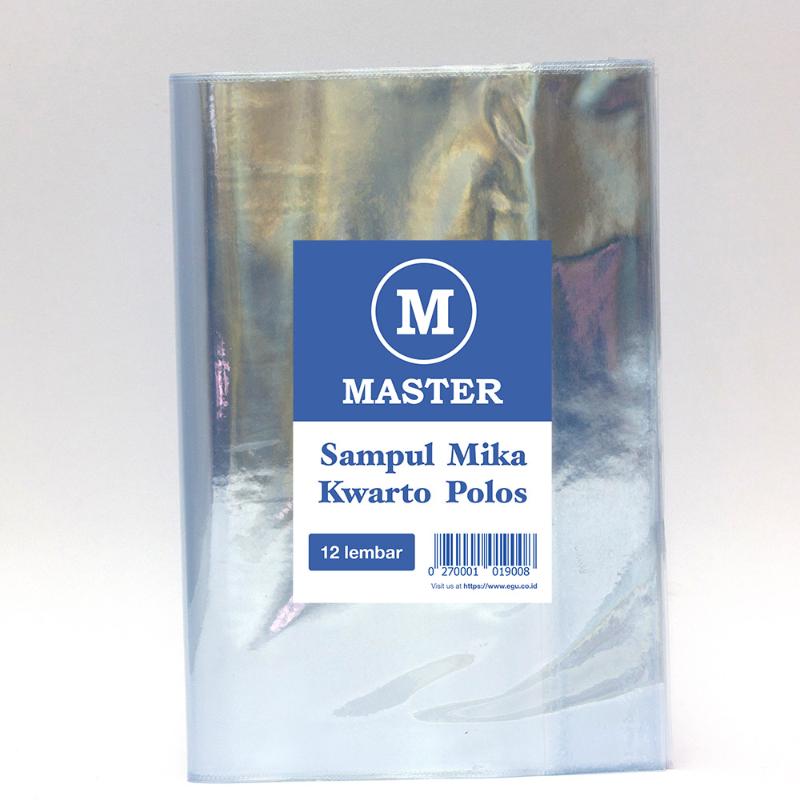 M
MASTER
Sampul Mika
Kwarto Polos
12 lembar
0 270001 019008
Visit us at https://www.egu.co.id